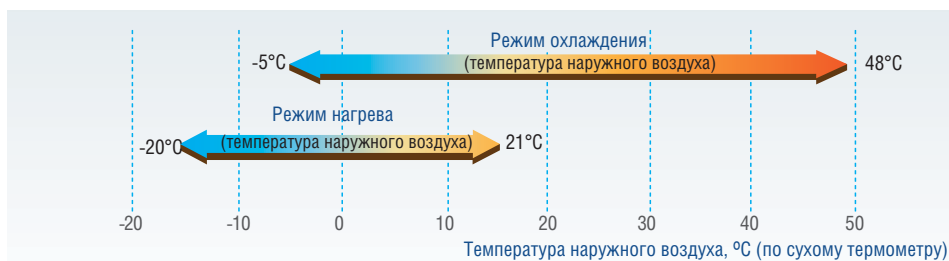 Режим охлаждения
-5°C
(температура наружного воздуха)
48°C
Режим нагрева
-20°C
(температура наружного воздуха)
21°C
-20 -10 0 10 20 30 40 50
Температура наружного воздуха, ºC (по сухому термометру)